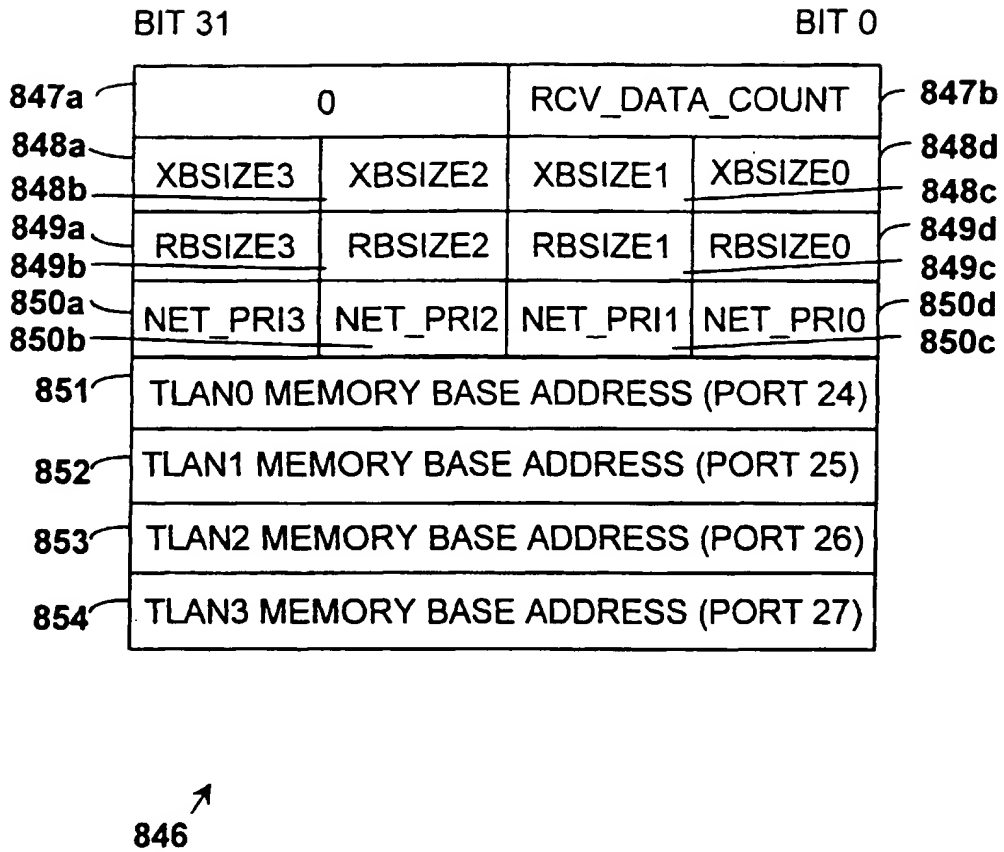 BIT 31 BIT 0
847a 0 RCV_DATA_COUNT 847b
848a XBSIZE3 XBSIZE2 XBSIZE1 XBSIZE0 848d
848b 848c
849a RBSIZE3 RBSIZE2 RBSIZE1 RBSIZE0 849d
849b 849c
850a NET_PRI3 NET_PRI2 NET_PRI1 NET_PRI0 850d
850b 850c
851 TLAN0 MEMORY BASE ADDRESS (PORT 24)
852 TLAN1 MEMORY BASE ADDRESS (PORT 25)
853 TLAN2 MEMORY BASE ADDRESS (PORT 26)
854 TLAN3 MEMORY BASE ADDRESS (PORT 27)
846